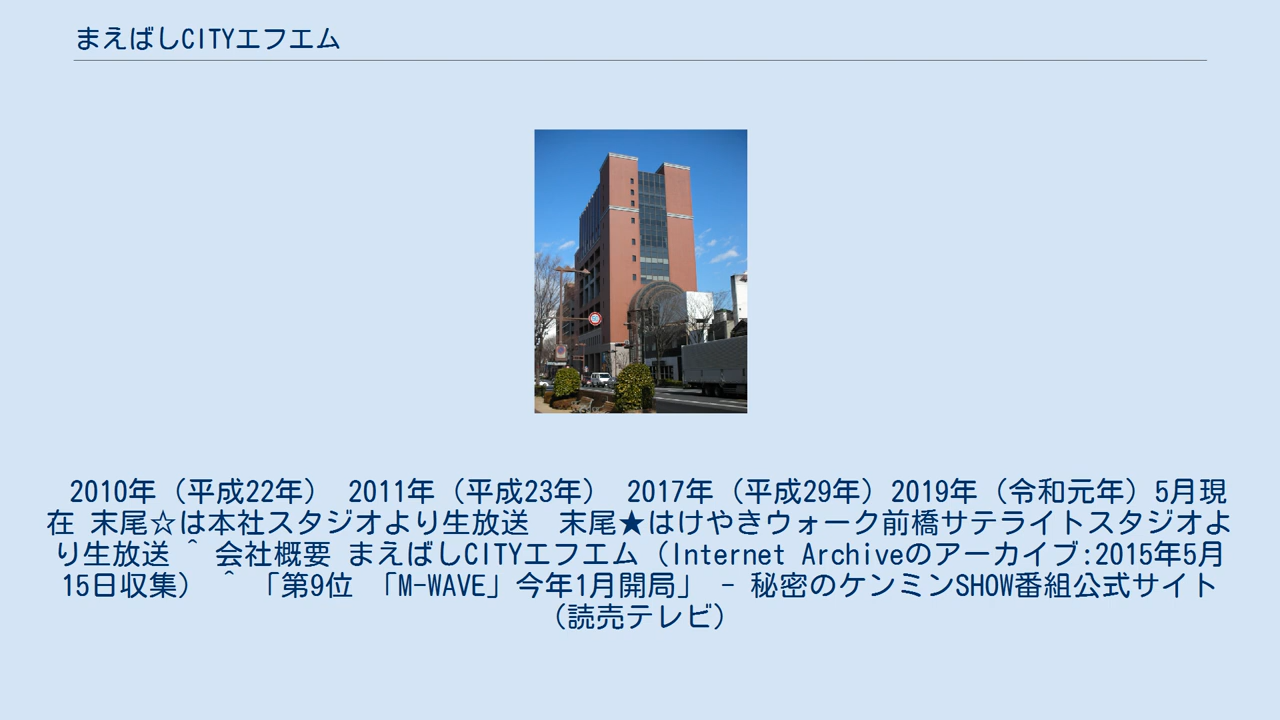 まえばしCITYエフエム
2010年（平成22年） 2011年（平成23年） 2017年（平成29年）2019年（令和元年）5月現
在 末尾☆は本社スタジオより生放送　末尾★はけやきウォーク前橋サテライトスタジオよ
り生放送 ^ 会社概要 まえばしCITYエフエム（Internet Archiveのアーカイブ:2015年5月
15日収集） ^ 「第9位 「M-WAVE」今年1月開局」 - 秘密のケンミンSHOW番組公式サイト
（読売テレビ）